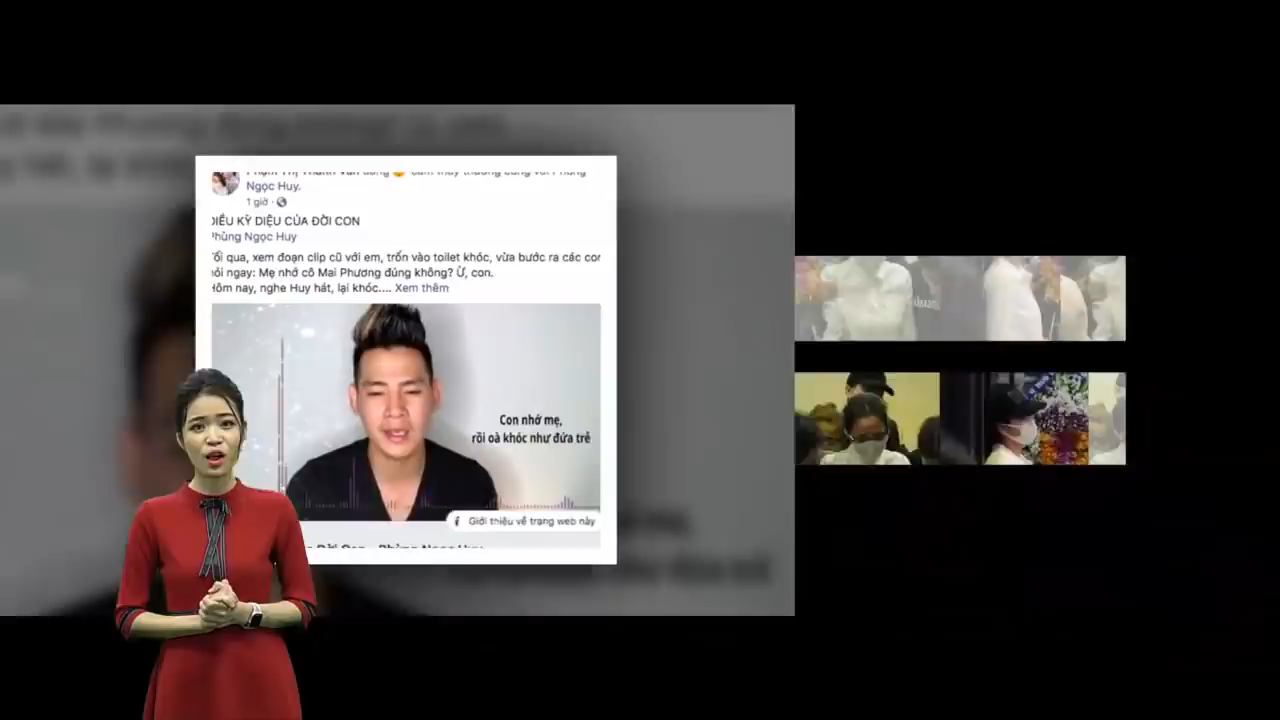 Ngọc Huy.
1 giờ
ĐIỀU KỲ DIỆU CỦA ĐỜI CON
Phùng Ngọc Huy
Tối qua, xem đoạn clip cũ với em, trốn vào toilet khóc, vừa bước ra các con
hỏi ngay: Mẹ nhớ cô Mai Phương đúng không? Ừ, con.
Hôm nay, nghe Huy hát, lại khóc.... Xem thêm
Con nhớ mẹ,
rồi oà khóc như đứa trẻ
i Giới thiệu về trang web này